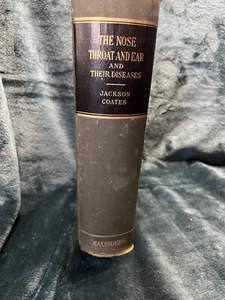 THE NOSE
THROAT AND EAR
AND
THEIR DISEASES
JACKSON
COATES
SAUNDERS